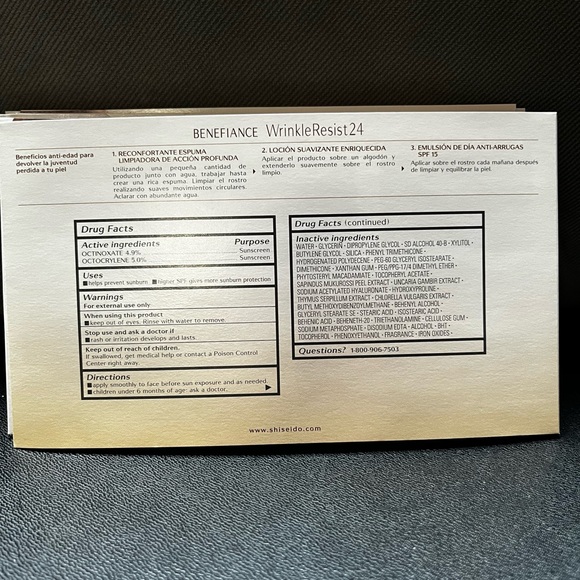 BENEFIANCE WrinkleResist24
Beneficios anti-edad para
devolver la juventud
perdida a tu piel
1. RECONFORTANTE ESPUMA
LIMPIADORA DE ACCIÓN PROFUNDA
Utilizando una pequeña cantidad de
producto junto con agua, trabajar hasta
crear una rica espuma. Limpiar el rostro
realizando suaves movimientos circulares.
Aclarar con abundante agua.
2. LOCIÓN SUAVIZANTE ENRIQUECIDA
Aplicar el producto sobre un algodón y
extenderlo suavemente sobre el rostro
limpio.
3. EMULSIÓN DE DÍA ANTI-ARRUGAS
SPF 15
Aplicar sobre el rostro cada mañana después
de limpiar y equilibrar la piel.
Drug Facts
Active ingredients Purpose
OCTINOXATE 4.9% Sunscreen
OCTOCRYLENE 5.0% Sunscreen
Uses
■ helps prevent sunburn ■ higher SPF gives more sunburn protection
Warnings
For external use only
When using this product
■ keep out of eyes. Rinse with water to remove.
Stop use and ask a doctor if
■ rash or irritation develops and lasts.
Keep out of reach of children.
If swallowed, get medical help or contact a Poison Control
Center right away.
Directions
■ apply smoothly to face before sun exposure and as needed.
■ children under 6 months of age: ask a doctor.
Drug Facts (continued)
Inactive ingredients
WATER · GLYCERIN · DIPROPYLENE GLYCOL · SD ALCOHOL 40-B · XYLITOL ·
BUTYLENE GLYCOL · SILICA · PHENYL TRIMETHICONE ·
HYDROGENATED POLYDECENE · PEG-60 GLYCERYL ISOSTEARATE ·
DIMETHICONE · XANTHAN GUM · PEG/PPG-17/4 DIMETHYL ETHER ·
PHYTOSTERYL MACADAMIATE · TOCOPHERYL ACETATE ·
SAPINDUS MUKUROSSI PEEL EXTRACT · UNCARIA GAMBIR EXTRACT ·
SODIUM ACETYLATED HYALURONATE · HYDROXYPROLINE ·
THYMUS SERPILLUM EXTRACT · CHLORELLA VULGARIS EXTRACT ·
BUTYL METHOXYDIBENZOYLMETHANE · BEHENYL ALCOHOL ·
GLYCERYL STEARATE SE · STEARIC ACID · ISOSTEARIC ACID ·
BEHENIC ACID · BEHENETH-20 · TRIETHANOLAMINE · CELLULOSE GUM ·
SODIUM METAPHOSPHATE · DISODIUM EDTA · ALCOHOL · BHT ·
TOCOPHEROL · PHENOXYETHANOL · FRAGRANCE · IRON OXIDES ·
Questions? 1-800-906-7503
www.shiseido.com